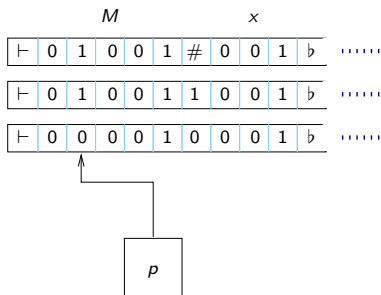 M x
⊢ 0 1 0 0 1 # 0 0 1 ♭ ......
⊢ 0 1 0 0 1 1 0 0 1 ♭ ......
⊢ 0 0 0 0 1 0 0 0 1 ♭ ......
p